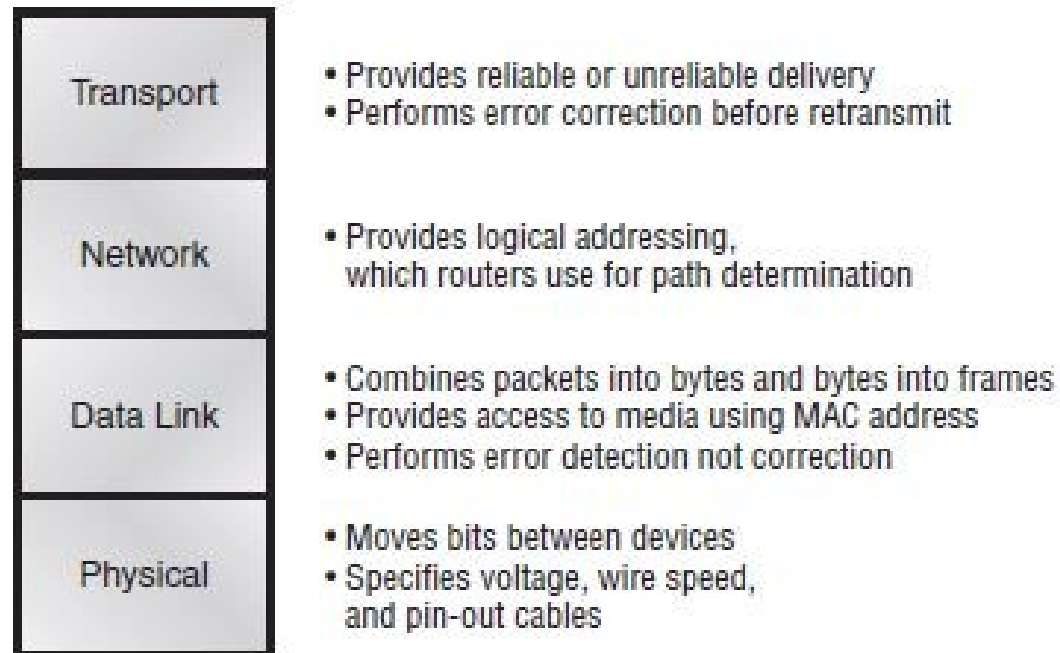 Transport
• Provides reliable or unreliable delivery
• Performs error correction before retransmit
Network
• Provides logical addressing,
which routers use for path determination
Data Link
• Combines packets into bytes and bytes into frames
• Provides access to media using MAC address
• Performs error detection not correction
Physical
• Moves bits between devices
• Specifies voltage, wire speed,
and pin-out cables